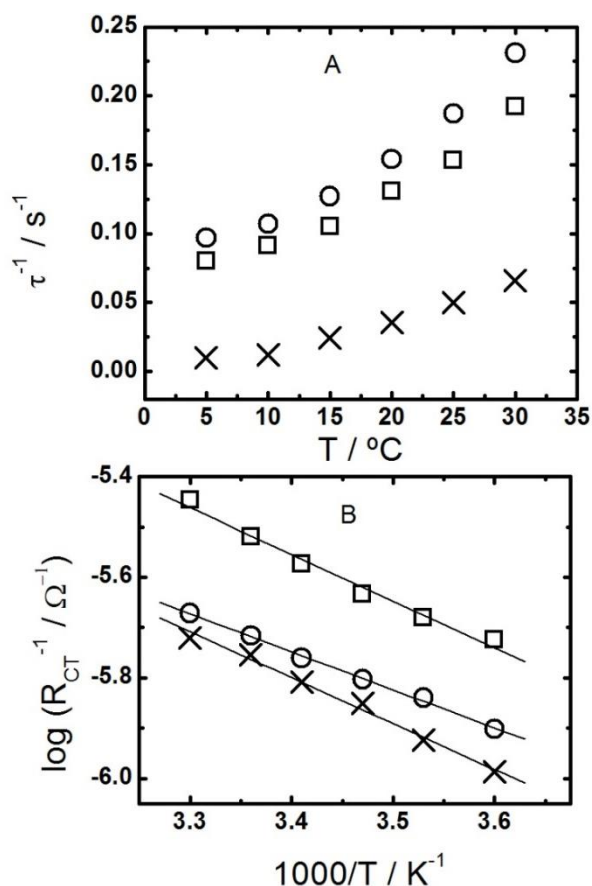 A
τ⁻¹ / s⁻¹
0.25
0.20
0.15
0.10
0.05
0.00
0 5 10 15 20 25 30 35
T / ºC
B
log (R_CT⁻¹ / Ω⁻¹)
-5.4
-5.6
-5.8
-6.0
3.3 3.4 3.5 3.6
1000/T / K⁻¹